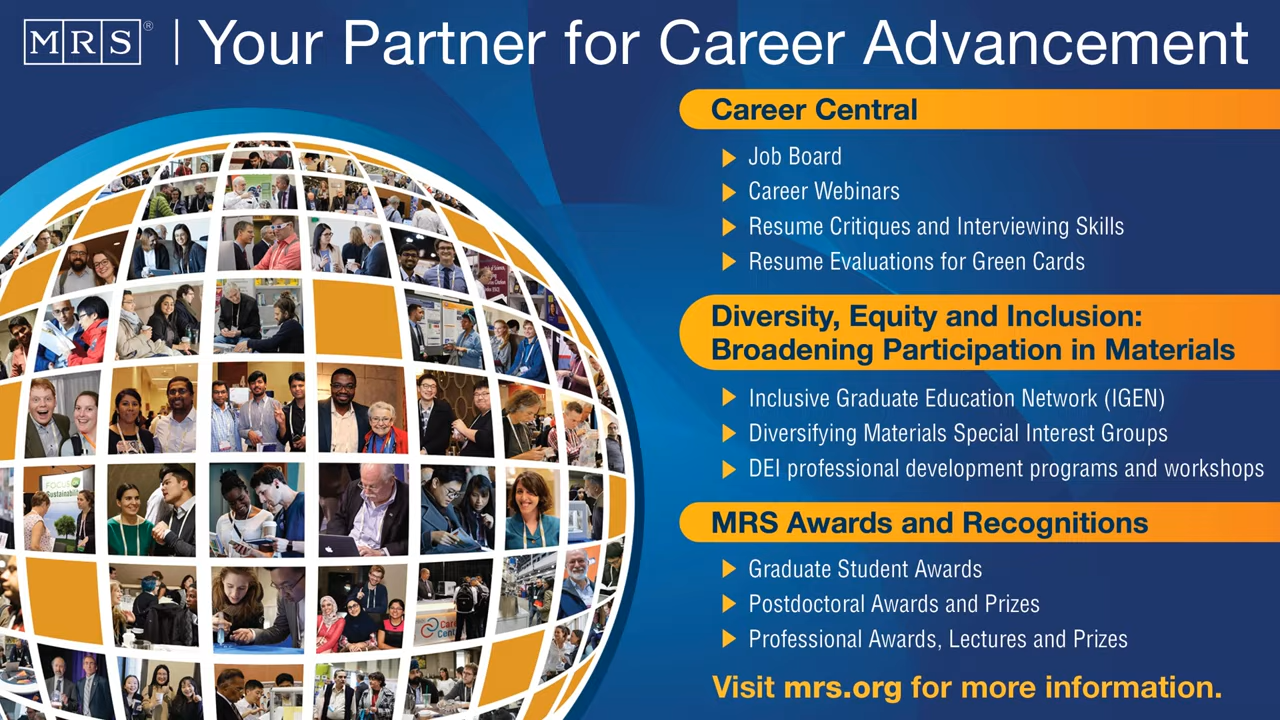 MRS® | Your Partner for Career Advancement
Career Central
Job Board
Career Webinars
Resume Critiques and Interviewing Skills
Resume Evaluations for Green Cards
Diversity, Equity and Inclusion:
Broadening Participation in Materials
Inclusive Graduate Education Network (IGEN)
Diversifying Materials Special Interest Groups
DEI professional development programs and workshops
MRS Awards and Recognitions
Graduate Student Awards
Postdoctoral Awards and Prizes
Professional Awards, Lectures and Prizes
Visit mrs.org for more information.
FOCUS ON
Sustainability